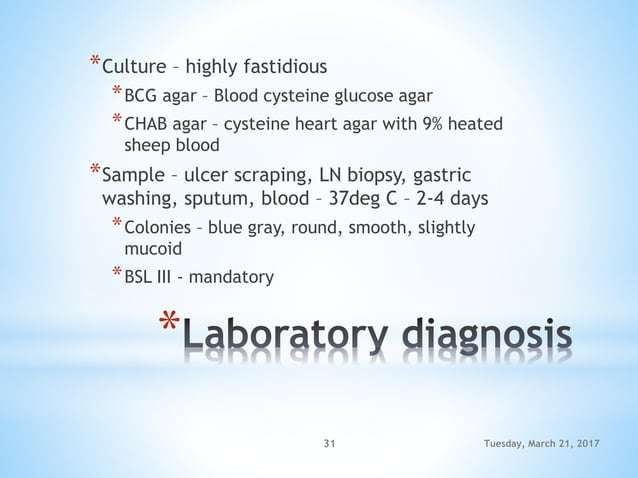 *Culture – highly fastidious
*BCG agar – Blood cysteine glucose agar
*CHAB agar – cysteine heart agar with 9% heated
sheep blood
*Sample – ulcer scraping, LN biopsy, gastric
washing, sputum, blood – 37deg C – 2-4 days
*Colonies – blue gray, round, smooth, slightly
mucoid
*BSL III - mandatory
*Laboratory diagnosis
31 Tuesday, March 21, 2017